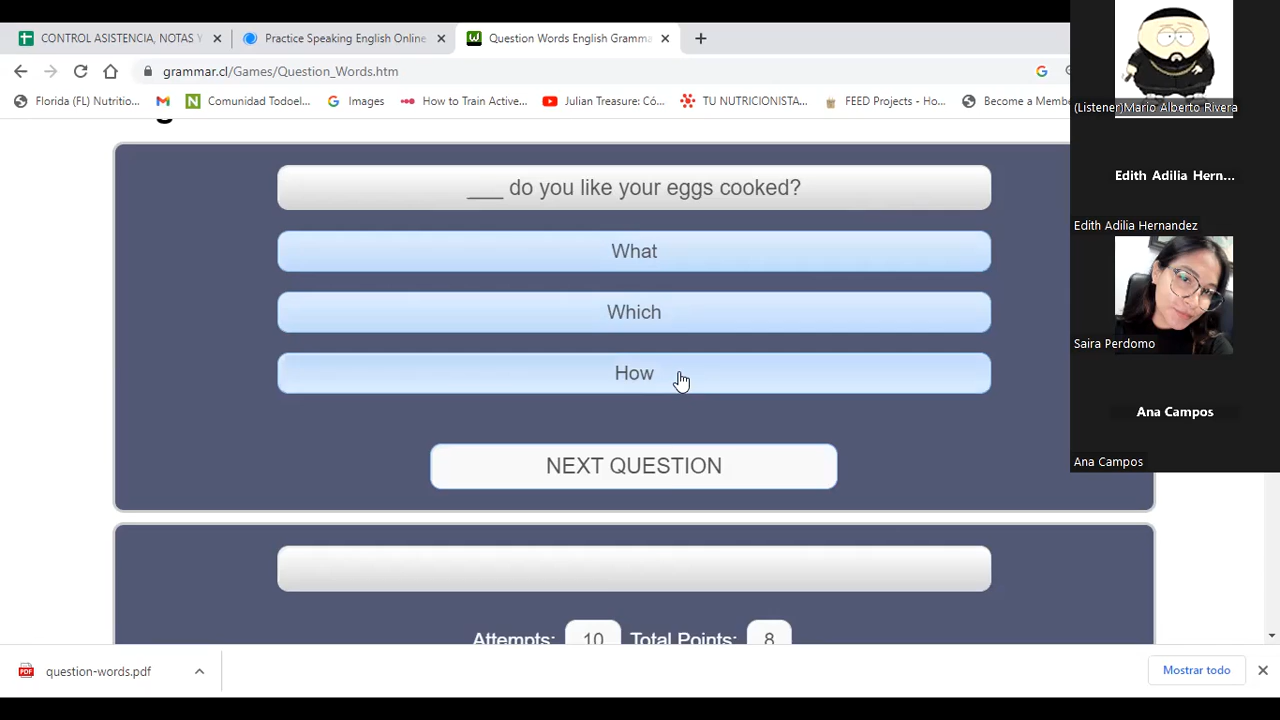 CONTROL ASISTENCIA, NOTAS Y
Practice Speaking English Online
Question Words English Gramma
grammar.cl/Games/Question_Words.htm
Florida (FL) Nutritio...
Comunidad Todoel...
Images
How to Train Active...
Julian Treasure: Có...
TU NUTRICIONISTA...
FEED Projects - Ho...
Become a Membe
___ do you like your eggs cooked?
What
Which
How
NEXT QUESTION
Attempts: 10 Total Points: 8
question-words.pdf
Mostrar todo
(Listener)Mario Alberto Rivera
Edith Adilia Hern...
Edith Adilia Hernandez
Saira Perdomo
Ana Campos
Ana Campos